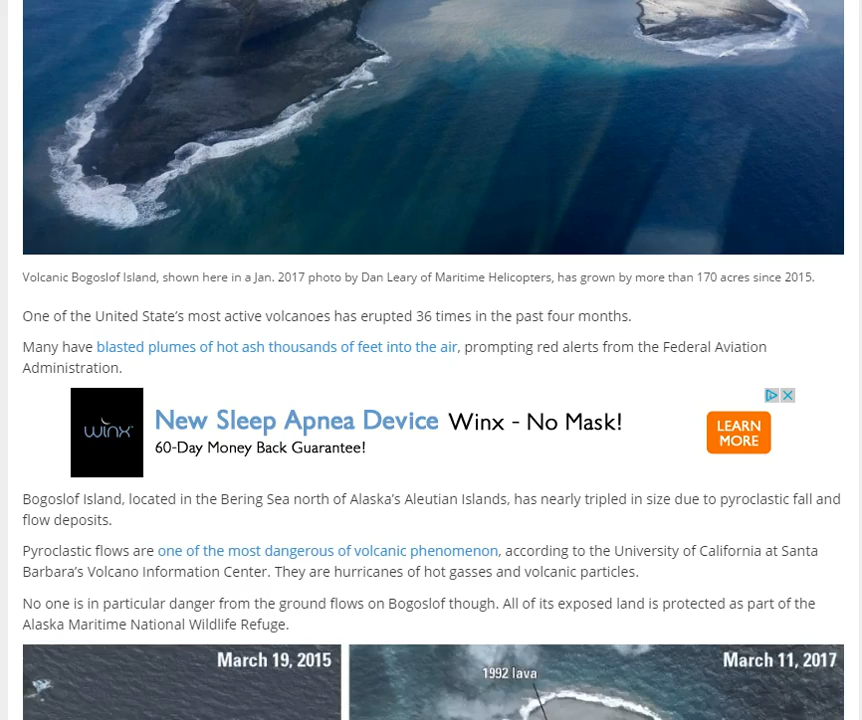 Volcanic Bogoslof Island, shown here in a Jan. 2017 photo by Dan Leary of Maritime Helicopters, has grown by more than 170 acres since 2015.
One of the United State's most active volcanoes has erupted 36 times in the past four months.
Many have blasted plumes of hot ash thousands of feet into the air, prompting red alerts from the Federal Aviation
Administration.
winx
New Sleep Apnea Device Winx - No Mask!
60-Day Money Back Guarantee!
LEARN
MORE
Bogoslof Island, located in the Bering Sea north of Alaska's Aleutian Islands, has nearly tripled in size due to pyroclastic fall and
flow deposits.
Pyroclastic flows are one of the most dangerous of volcanic phenomenon, according to the University of California at Santa
Barbara's Volcano Information Center. They are hurricanes of hot gasses and volcanic particles.
No one is in particular danger from the ground flows on Bogoslof though. All of its exposed land is protected as part of the
Alaska Maritime National Wildlife Refuge.
March 19, 2015
March 11, 2017
1992 lava